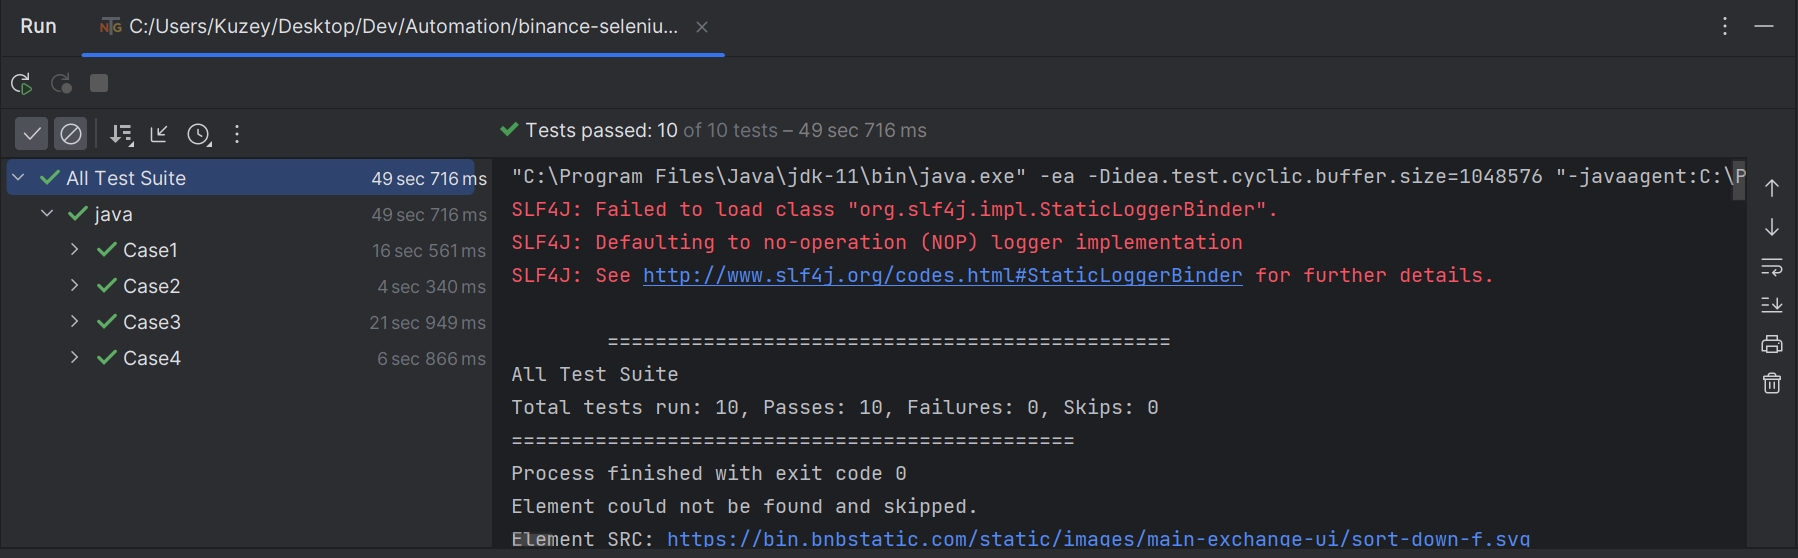 Run
C:/Users/Kuzey/Desktop/Dev/Automation/binance-seleniu...
Tests passed: 10 of 10 tests – 49 sec 716 ms
All Test Suite 49 sec 716 ms
java 49 sec 716 ms
Case1 16 sec 561 ms
Case2 4 sec 340 ms
Case3 21 sec 949 ms
Case4 6 sec 866 ms
"C:\Program Files\Java\jdk-11\bin\java.exe" -ea -Didea.test.cyclic.buffer.size=1048576 "-javaagent:C:\P
SLF4J: Failed to load class "org.slf4j.impl.StaticLoggerBinder".
SLF4J: Defaulting to no-operation (NOP) logger implementation
SLF4J: See http://www.slf4j.org/codes.html#StaticLoggerBinder for further details.
===============================================
All Test Suite
Total tests run: 10, Passes: 10, Failures: 0, Skips: 0
===============================================
Process finished with exit code 0
Element could not be found and skipped.
Element SRC: https://bin.bnbstatic.com/static/images/main-exchange-ui/sort-down-f.svg